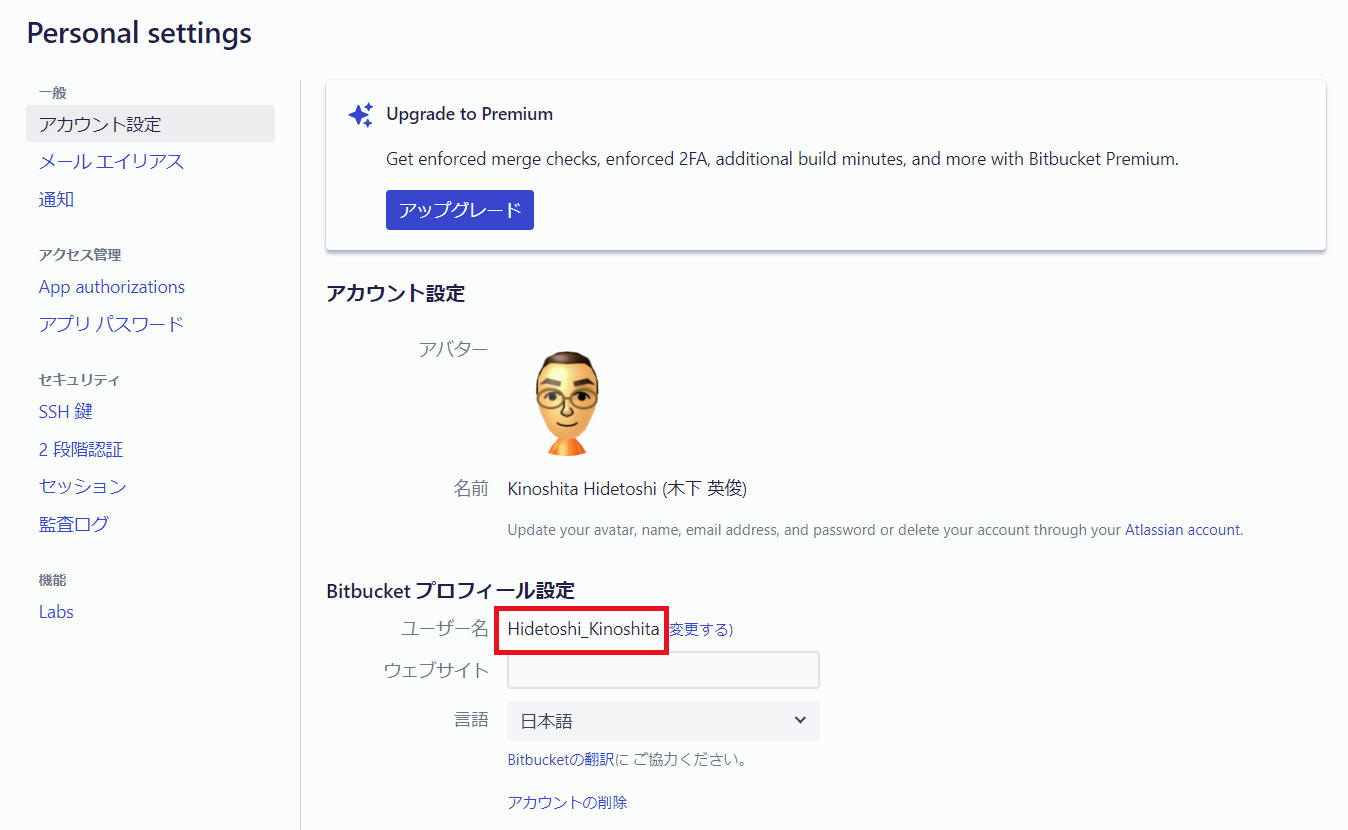 Personal settings
一般
アカウント設定
メール エイリアス
通知
アクセス管理
App authorizations
アプリ パスワード
セキュリティ
SSH 鍵
2 段階認証
セッション
監査ログ
機能
Labs
Upgrade to Premium
Get enforced merge checks, enforced 2FA, additional build minutes, and more with Bitbucket Premium.
アップグレード
アカウント設定
アバター
名前 Kinoshita Hidetoshi (木下 英俊)
Update your avatar, name, email address, and password or delete your account through your Atlassian account.
Bitbucket プロフィール設定
ユーザー名 Hidetoshi_Kinoshita 変更する)
ウェブサイト
言語 日本語
Bitbucketの翻訳に ご協力ください。
アカウントの削除